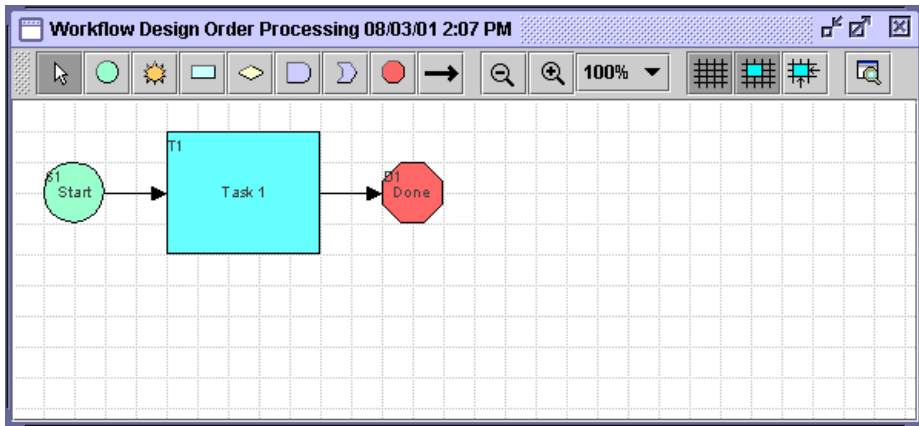 Workflow Design Order Processing 08/03/01 2:07 PM
100%
T1
S1
Start
Task 1
D1
Done